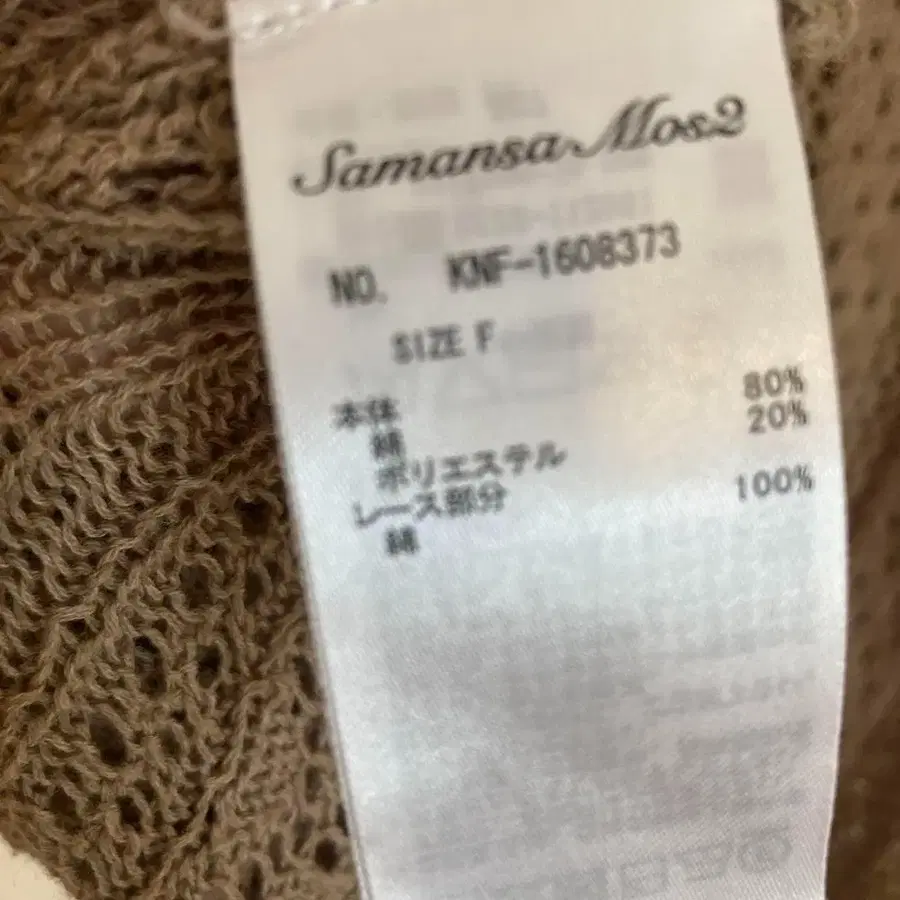 Samansa Mos2
NO. KNF-1608373
SIZE F
本体
綿 80%
ポリエステル 20%
レース部分
綿 100%